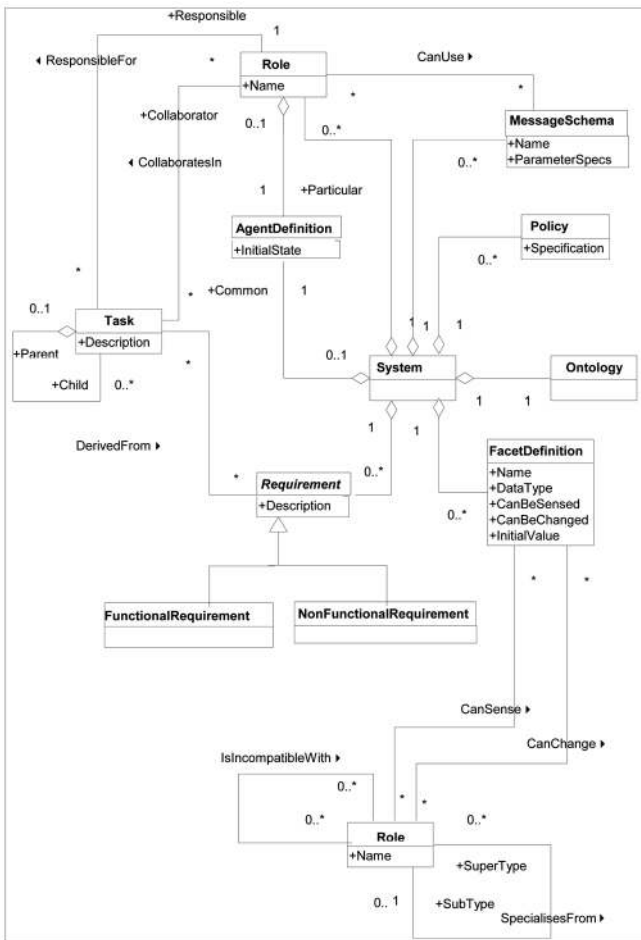 +Responsible
1
◂ ResponsibleFor
*
Role
+Name
CanUse ▸
*
*
+Collaborator
0..1
0..*
MessageSchema
+Name
+ParameterSpecs
0..*
◂ CollaboratesIn
1
+Particular
AgentDefinition
+InitialState
Policy
+Specification
0..*
*
*
+Common
1
0..1
Task
+Description
+Parent
+Child
0..*
*
1
1
1
0..1
System
Ontology
1
1
1
1
DerivedFrom ▸
*
0..*
Requirement
+Description
FacetDefinition
+Name
+DataType
+CanBeSensed
+CanBeChanged
+InitialValue
0..*
*
*
FunctionalRequirement
NonFunctionalRequirement
CanSense ▸
CanChange ▸
IsIncompatibleWith ▸
0..*
0..*
*
*
0..*
Role
+Name
+SuperType
0.. 1
+SubType
SpecialisesFrom ▸